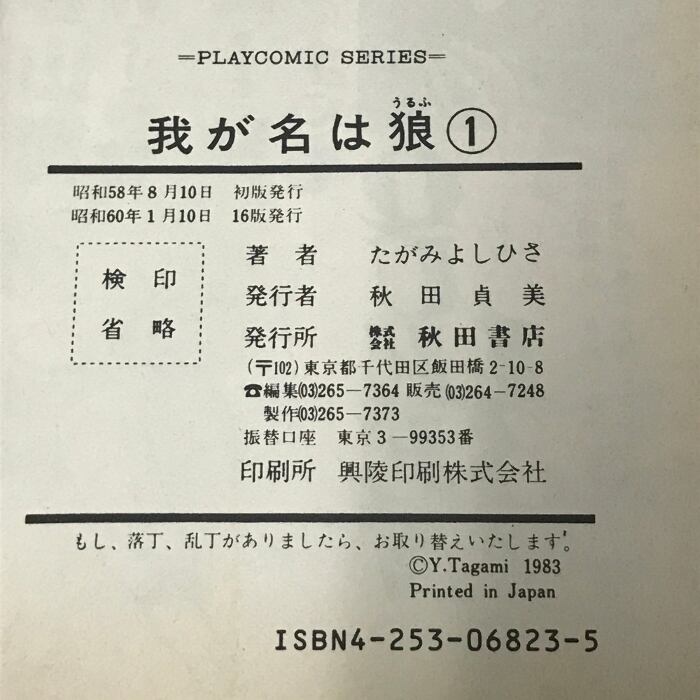 =PLAYCOMIC SERIES=
うるふ
我が名は狼①
昭和58年8月10日 初版発行
昭和60年1月10日 16版発行
検印
省略
著者 たがみよしひさ
発行者 秋田貞美
発行所 株式会社 秋田書店
(〒102)東京都千代田区飯田橋2-10-8
☎編集(03)265-7364 販売(03)264-7248
製作(03)265-7373
振替口座 東京3-99353番
印刷所 興陵印刷株式会社
もし、落丁、乱丁がありましたら、お取り替えいたします。
©Y.Tagami 1983
Printed in Japan
ISBN4-253-06823-5